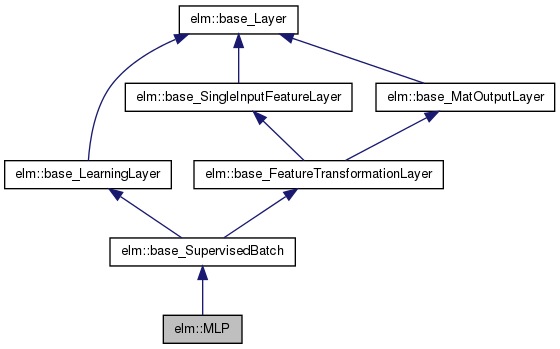 elm::base_Layer
elm::base_SingleInputFeatureLayer
elm::base_MatOutputLayer
elm::base_LearningLayer
elm::base_FeatureTransformationLayer
elm::base_SupervisedBatch
elm::MLP